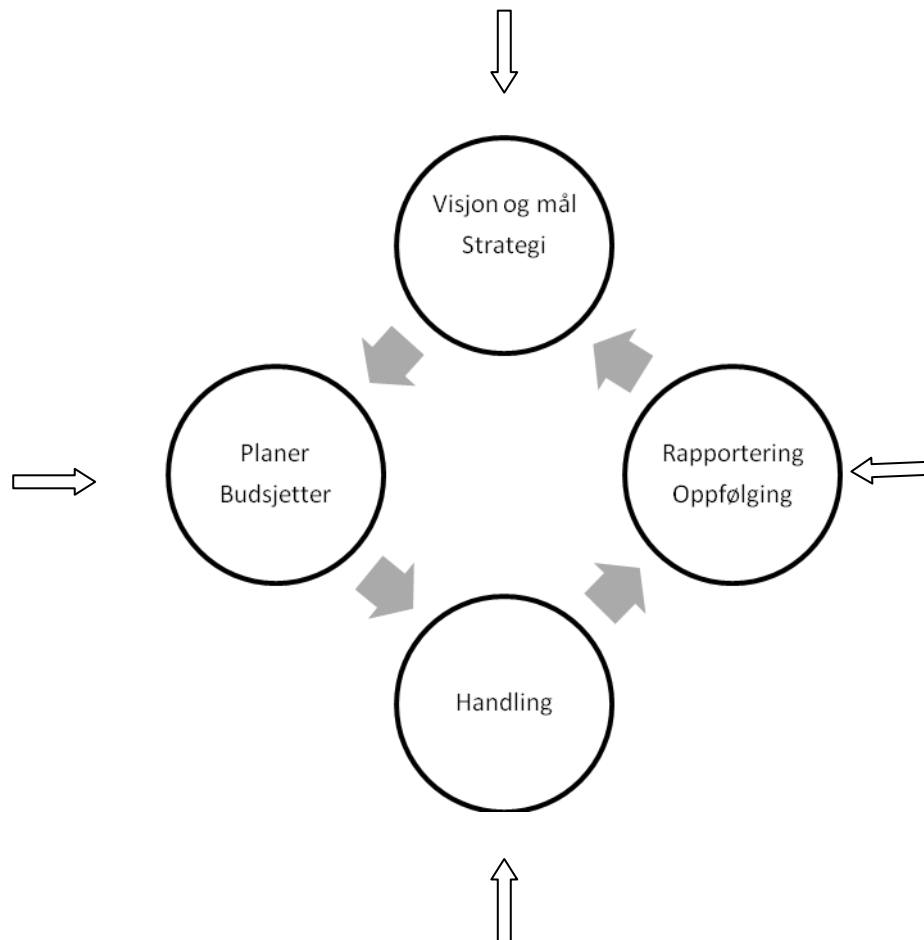 Visjon og mål
Strategi
Planer
Budsjetter
Rapportering
Oppfølging
Handling